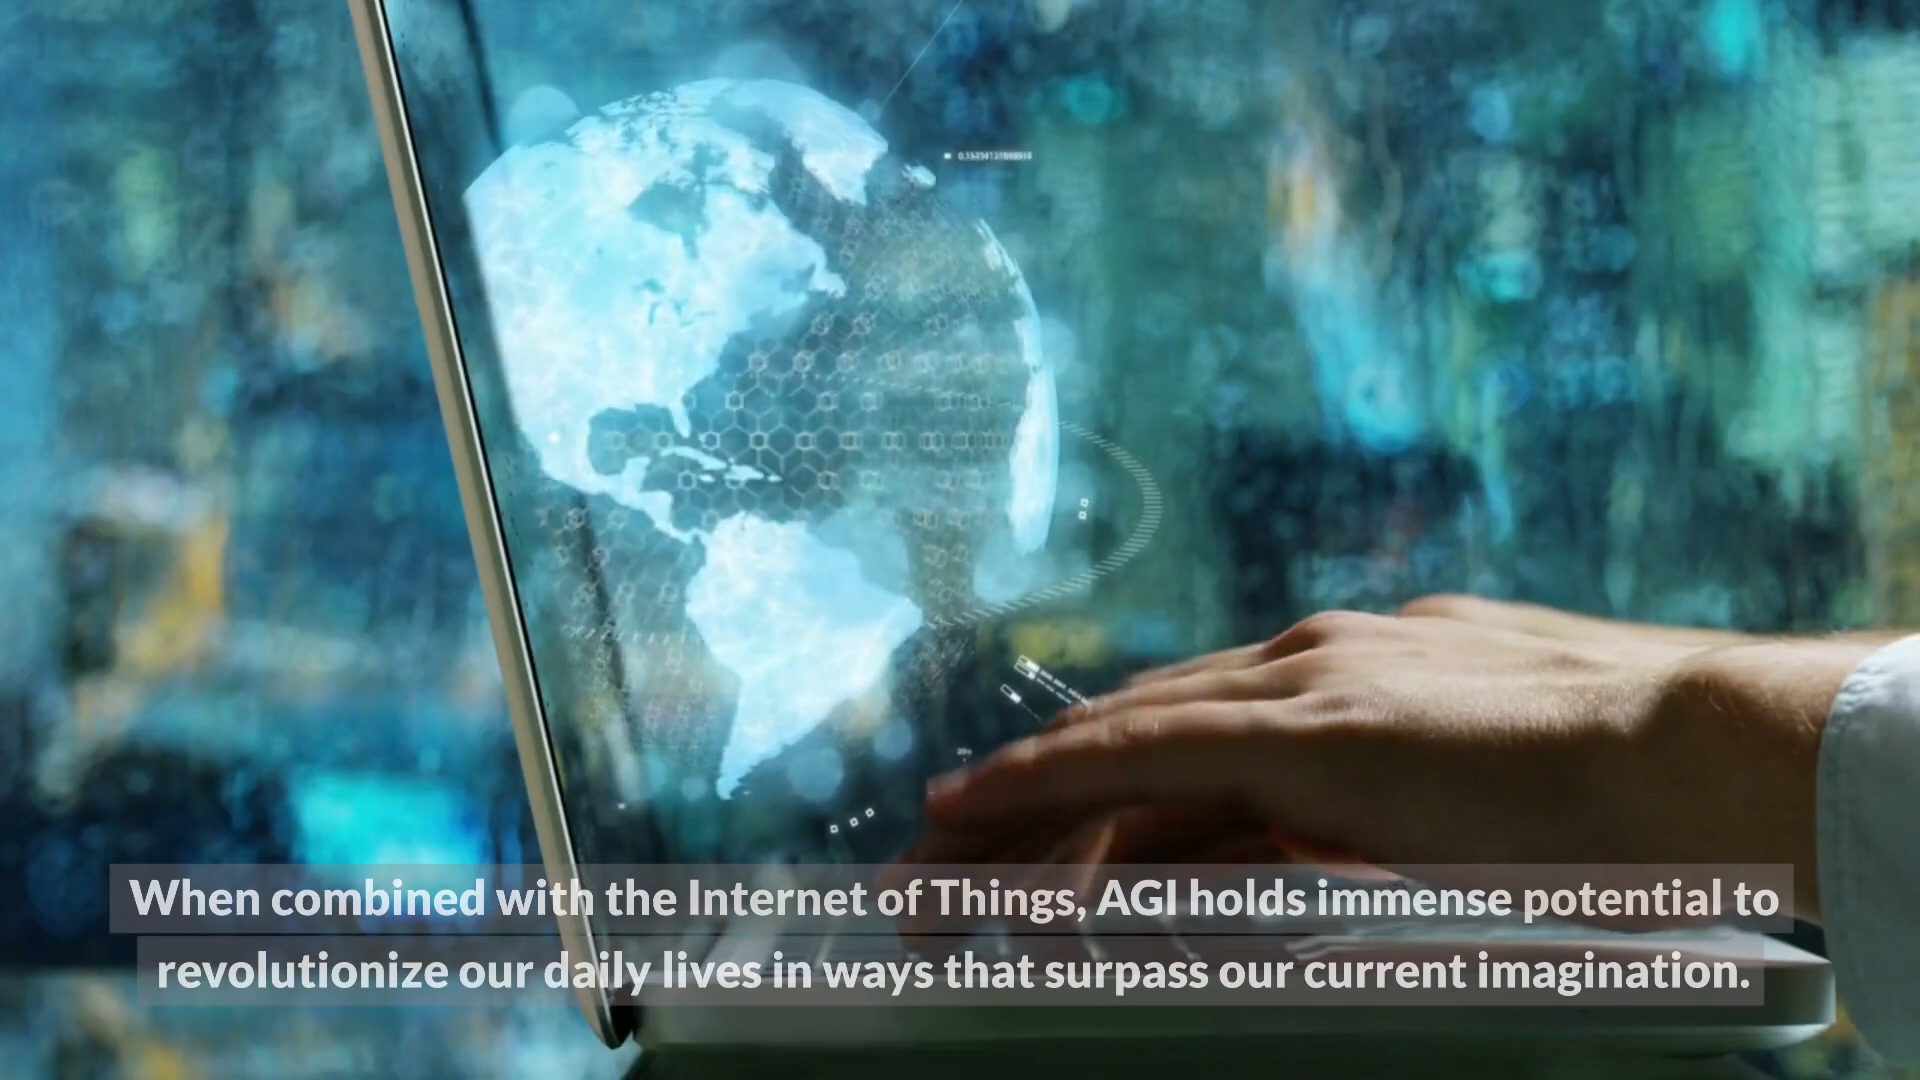 When combined with the Internet of Things, AGI holds immense potential to
revolutionize our daily lives in ways that surpass our current imagination.